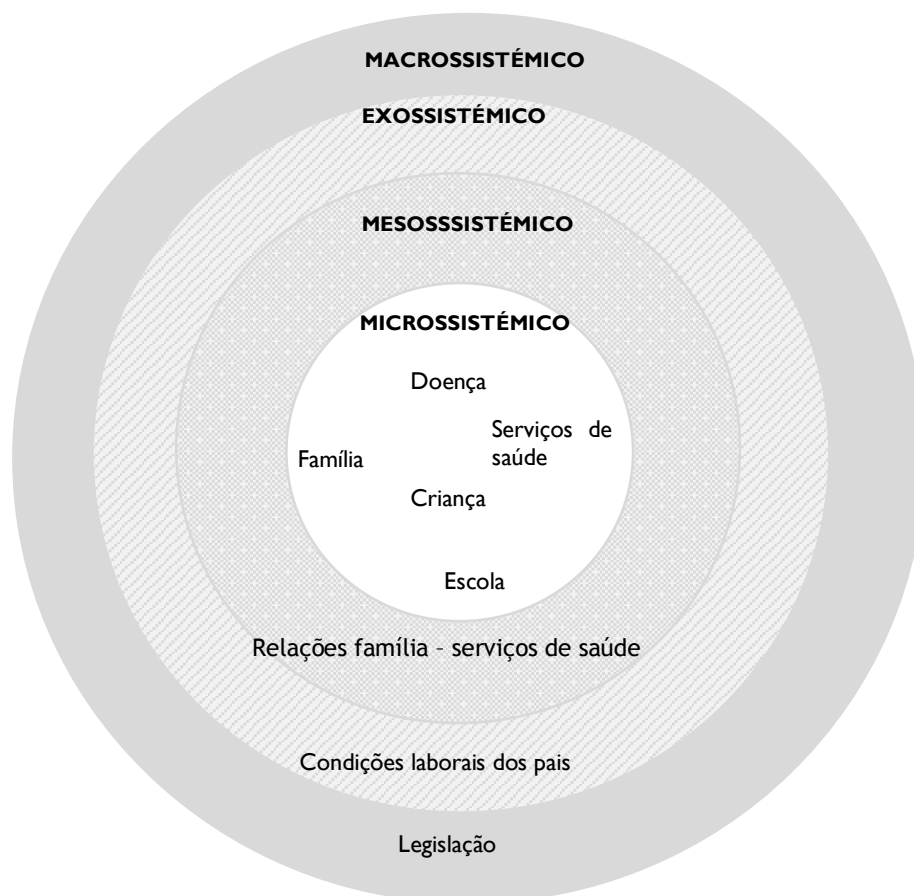 MACROSSISTÉMICO
EXOSSISTÉMICO
MESOSSSISTÉMICO
MICROSSISTÉMICO
Doença
Serviços de
saúde
Família
Criança
Escola
Relações família - serviços de saúde
Condições laborais dos pais
Legislação